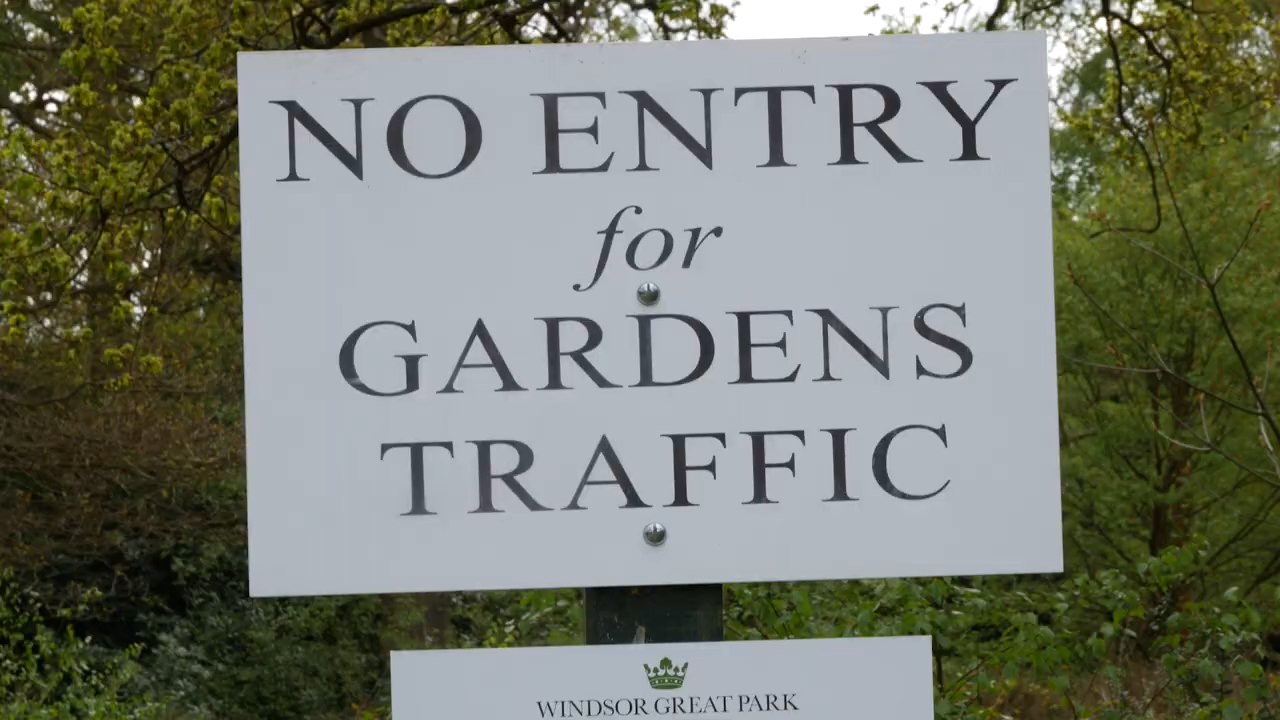 NO ENTRY
for
GARDENS
TRAFFIC
WINDSOR GREAT PARK